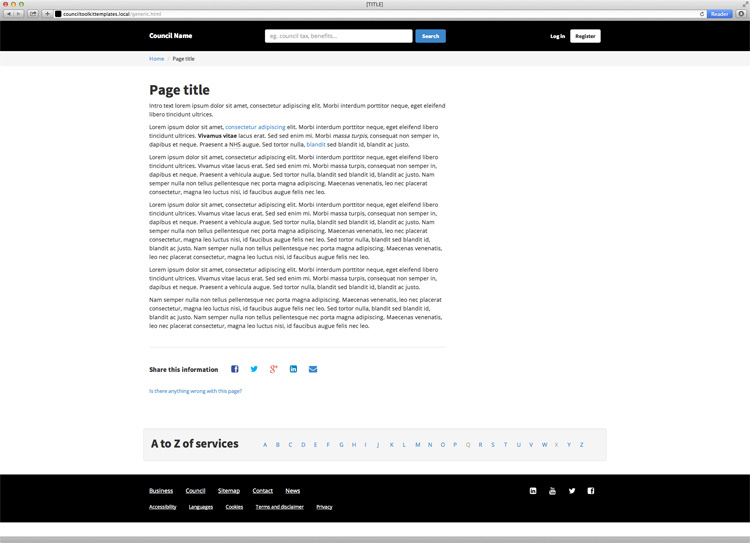 [TITLE]
counciltoolkittemplates.local/generic.html
Reader
Council Name
eg. council tax, benefits...
Search
Log in
Register
Home / Page title
Page title
Intro text lorem ipsum dolor sit amet, consectetur adipiscing elit. Morbi interdum porttitor neque, eget eleifend
libero tincidunt ultrices.
Lorem ipsum dolor sit amet, consectetur adipiscing elit. Morbi interdum porttitor neque, eget eleifend libero
tincidunt ultrices. Vivamus vitae lacus erat. Sed sed enim mi. Morbi massa turpis, consequat non semper in,
dapibus et neque. Praesent a NHS augue. Sed tortor nulla, blandit sed blandit id, blandit ac justo.
Lorem ipsum dolor sit amet, consectetur adipiscing elit. Morbi interdum porttitor neque, eget eleifend libero
tincidunt ultrices. Vivamus vitae lacus erat. Sed sed enim mi. Morbi massa turpis, consequat non semper in,
dapibus et neque. Praesent a vehicula augue. Sed tortor nulla, blandit sed blandit id, blandit ac justo. Nam
semper nulla non tellus pellentesque nec porta magna adipiscing. Maecenas venenatis, leo nec placerat
consectetur, magna leo luctus nisi, id faucibus augue felis nec leo.
Lorem ipsum dolor sit amet, consectetur adipiscing elit. Morbi interdum porttitor neque, eget eleifend libero
tincidunt ultrices. Vivamus vitae lacus erat. Sed sed enim mi. Morbi massa turpis, consequat non semper in,
dapibus et neque. Praesent a vehicula augue. Sed tortor nulla, blandit sed blandit id, blandit ac justo. Nam
semper nulla non tellus pellentesque nec porta magna adipiscing. Maecenas venenatis, leo nec placerat
consectetur, magna leo luctus nisi, id faucibus augue felis nec leo. Sed tortor nulla, blandit sed blandit id,
blandit ac justo. Nam semper nulla non tellus pellentesque nec porta magna adipiscing. Maecenas venenatis,
leo nec placerat consectetur, magna leo luctus nisi, id faucibus augue felis nec leo.
Lorem ipsum dolor sit amet, consectetur adipiscing elit. Morbi interdum porttitor neque, eget eleifend libero
tincidunt ultrices. Vivamus vitae lacus erat. Sed sed enim mi. Morbi massa turpis, consequat non semper in,
dapibus et neque. Praesent a vehicula augue. Sed tortor nulla, blandit sed blandit id, blandit ac justo.
Nam semper nulla non tellus pellentesque nec porta magna adipiscing. Maecenas venenatis, leo nec placerat
consectetur, magna leo luctus nisi, id faucibus augue felis nec leo. Sed tortor nulla, blandit sed blandit id,
blandit ac justo. Nam semper nulla non tellus pellentesque nec porta magna adipiscing. Maecenas venenatis,
leo nec placerat consectetur, magna leo luctus nisi, id faucibus augue felis nec leo.
Share this information
Is there anything wrong with this page?
A to Z of services A B C D E F G H I J K L M N O P Q R S T U V W X Y Z
Business Council Sitemap Contact News
Accessibility Languages Cookies Terms and disclaimer Privacy